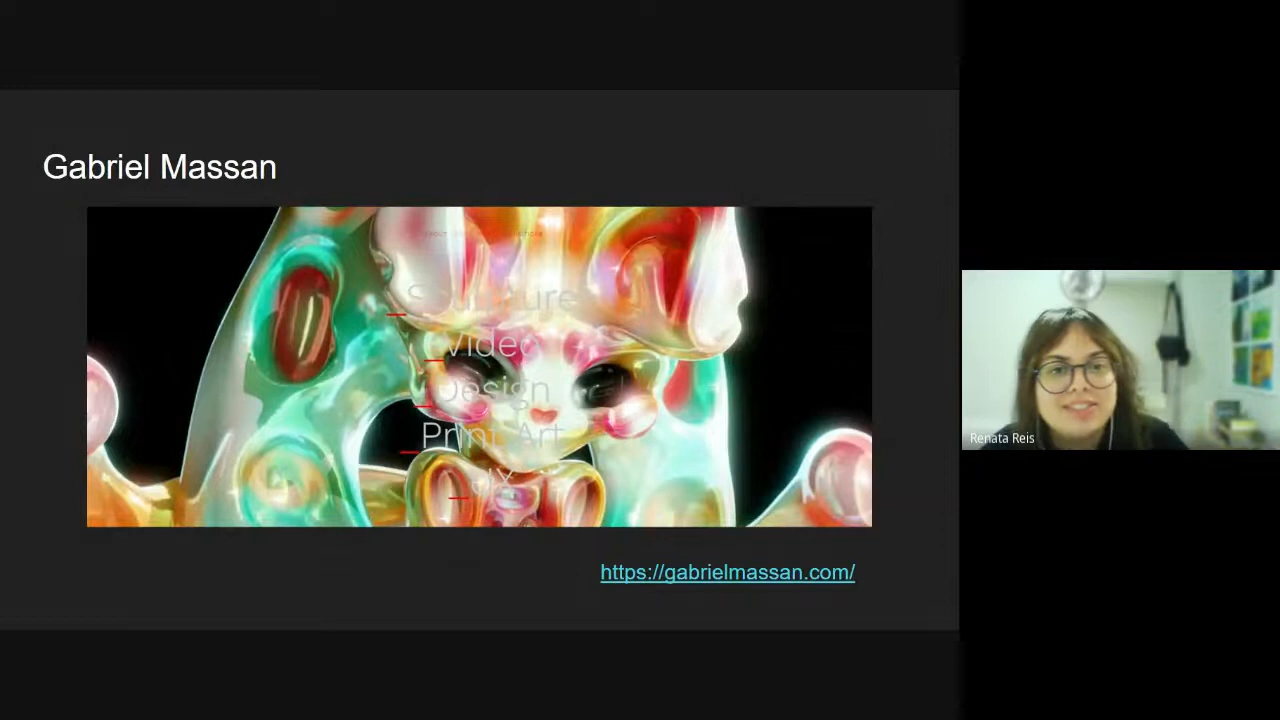 Gabriel Massan
Sculpture
Video
Design
Print Art
https://gabrielmassan.com/
Renata Reis